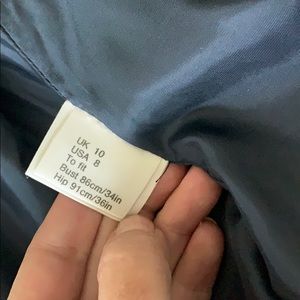 UK 10
USA 8
To fit
Bust 86cm/34in
Hip 91cm/36in